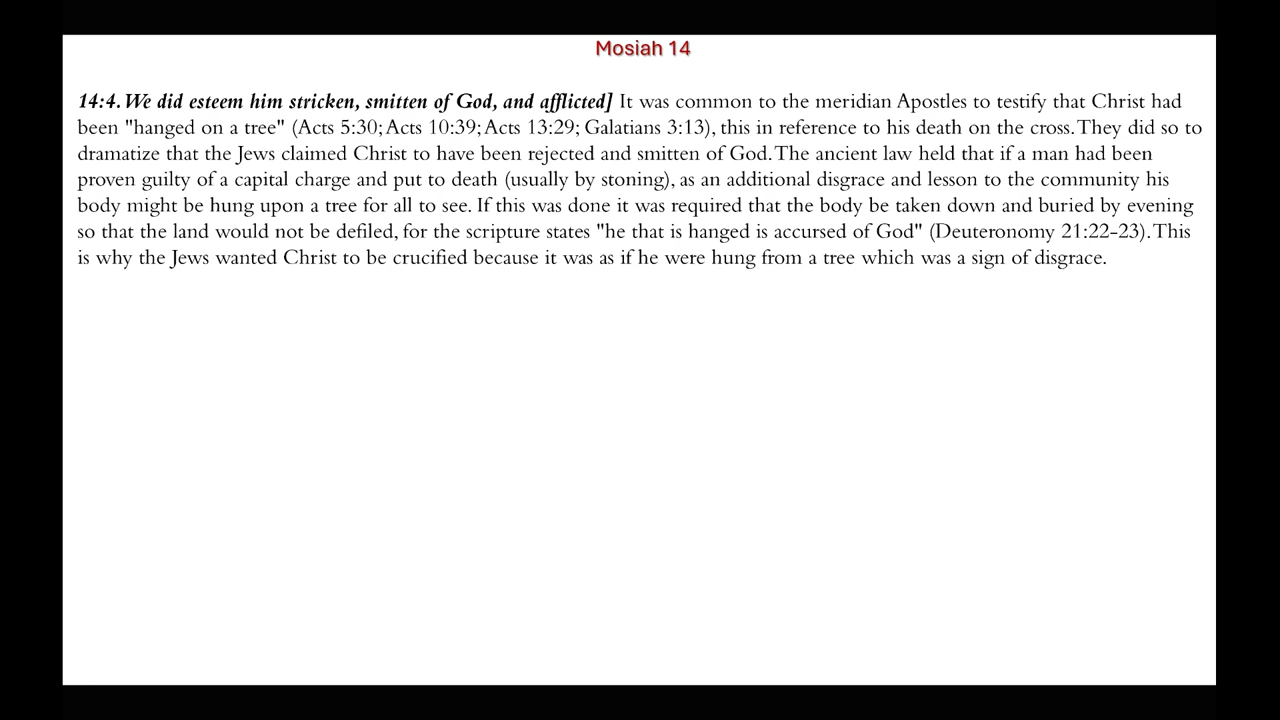 Mosiah 14
14:4. We did esteem him stricken, smitten of God, and afflicted] It was common to the meridian Apostles to testify that Christ had
been "hanged on a tree" (Acts 5:30; Acts 10:39; Acts 13:29; Galatians 3:13), this in reference to his death on the cross. They did so to
dramatize that the Jews claimed Christ to have been rejected and smitten of God. The ancient law held that if a man had been
proven guilty of a capital charge and put to death (usually by stoning), as an additional disgrace and lesson to the community his
body might be hung upon a tree for all to see. If this was done it was required that the body be taken down and buried by evening
so that the land would not be defiled, for the scripture states "he that is hanged is accursed of God" (Deuteronomy 21:22-23). This
is why the Jews wanted Christ to be crucified because it was as if he were hung from a tree which was a sign of disgrace.